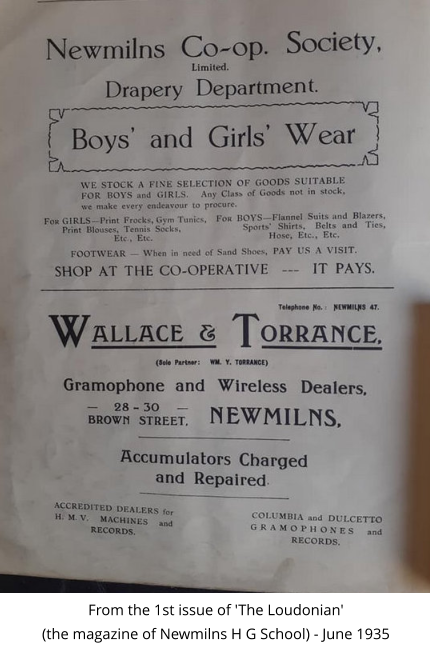 Newmilns Co-op. Society,
Limited.
Drapery Department.
Boys' and Girls' Wear
WE STOCK A FINE SELECTION OF GOODS SUITABLE
FOR BOYS and GIRLS. Any Class of Goods not in stock,
we make every endeavour to procure.
For GIRLS—Print Frocks, Gym Tunics,
Print Blouses, Tennis Socks,
Etc., Etc.
For BOYS—Flannel Suits and Blazers,
Sports' Shirts, Belts and Ties,
Hose, Etc., Etc.
FOOTWEAR — When in need of Sand Shoes, PAY US A VISIT.
SHOP AT THE CO-OPERATIVE --- IT PAYS.
Telephone No.: NEWMILNS 47.
WALLACE & TORRANCE,
(Sole Partner: WM. Y. TORRANCE)
Gramophone and Wireless Dealers,
— 28-30 —
BROWN STREET,
NEWMILNS,
Accumulators Charged
and Repaired.
ACCREDITED DEALERS for
H. M. V. MACHINES and
RECORDS.
COLUMBIA and DULCETTO
GRAMOPHONES and
RECORDS.
From the 1st issue of 'The Loudonian'
(the magazine of Newmilns H G School) - June 1935